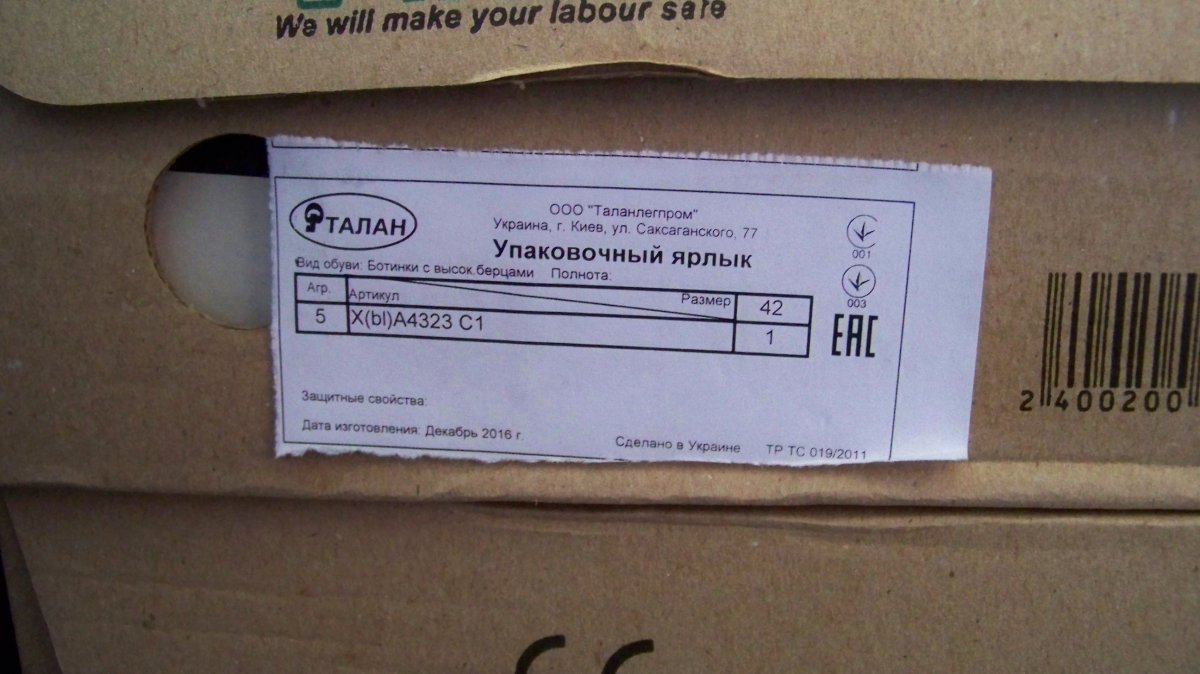 We will make your labour safe
ТАЛАН
ООО "Таланлегпром"
Украина, г. Киев, ул. Саксаганского, 77
Упаковочный ярлык
Вид обуви: Ботинки с высок.берцами Полнота:
001
003
Агр. Артикул Размер 42
5 X(bl)A4323 C1 1
EAC
2 400200
Защитные свойства:
Дата изготовления: Декабрь 2016 г.
Сделано в Украине ТР ТС 019/2011